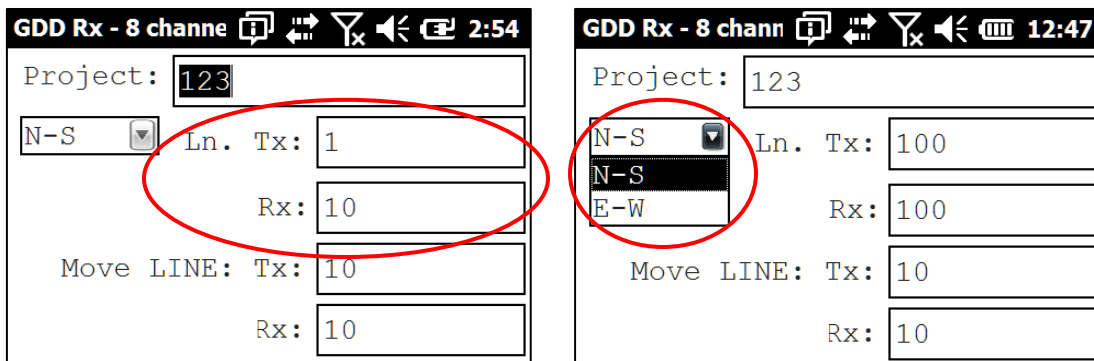 GDD Rx - 8 channe 2:54
Project: 123
N-S Ln. Tx: 1
Rx: 10
Move LINE: Tx: 10
Rx: 10
GDD Rx - 8 chann 12:47
Project: 123
N-S Ln. Tx: 100
N-S
E-W Rx: 100
Move LINE: Tx: 10
Rx: 10